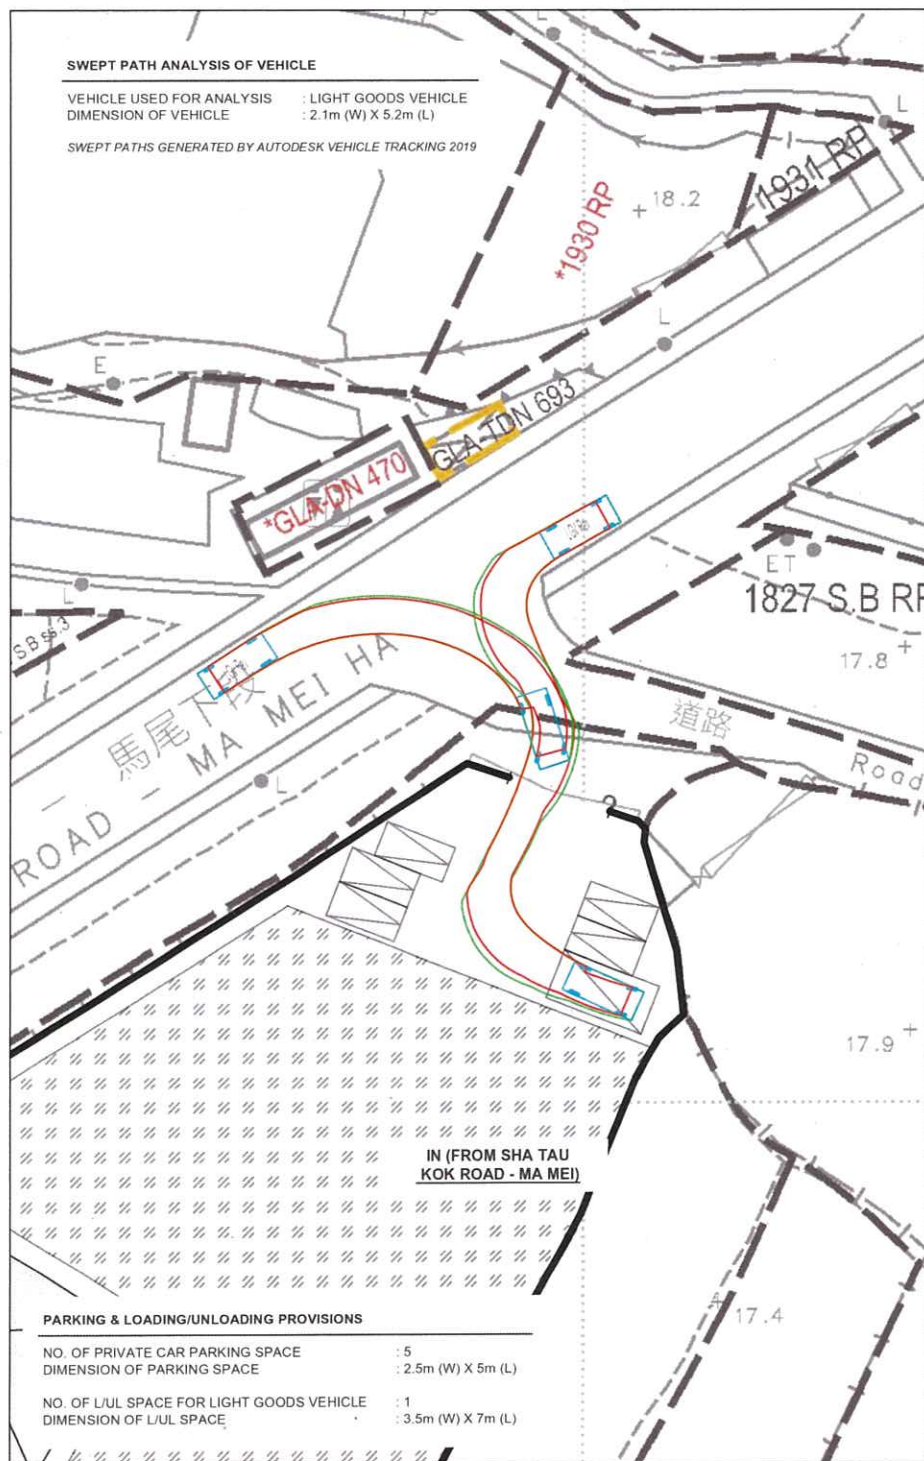 SWEPT PATH ANALYSIS OF VEHICLE
VEHICLE USED FOR ANALYSIS : LIGHT GOODS VEHICLE
DIMENSION OF VEHICLE : 2.1m (W) X 5.2m (L)
SWEPT PATHS GENERATED BY AUTODESK VEHICLE TRACKING 2019
L
L
1931 RP
18.2
*1930 RP
L
E
GLA-TDN 693
*GLA-DN 470
L
ET
1827 S.B RP
S.B ss.3
17.8
馬尾下段
道路
Road
L
ROAD - MA MEI HA
17.9
IN (FROM SHA TAU
KOK ROAD - MA MEI)
17.4
PARKING & LOADING/UNLOADING PROVISIONS
NO. OF PRIVATE CAR PARKING SPACE : 5
DIMENSION OF PARKING SPACE : 2.5m (W) X 5m (L)
NO. OF L/UL SPACE FOR LIGHT GOODS VEHICLE : 1
DIMENSION OF L/UL SPACE : 3.5m (W) X 7m (L)